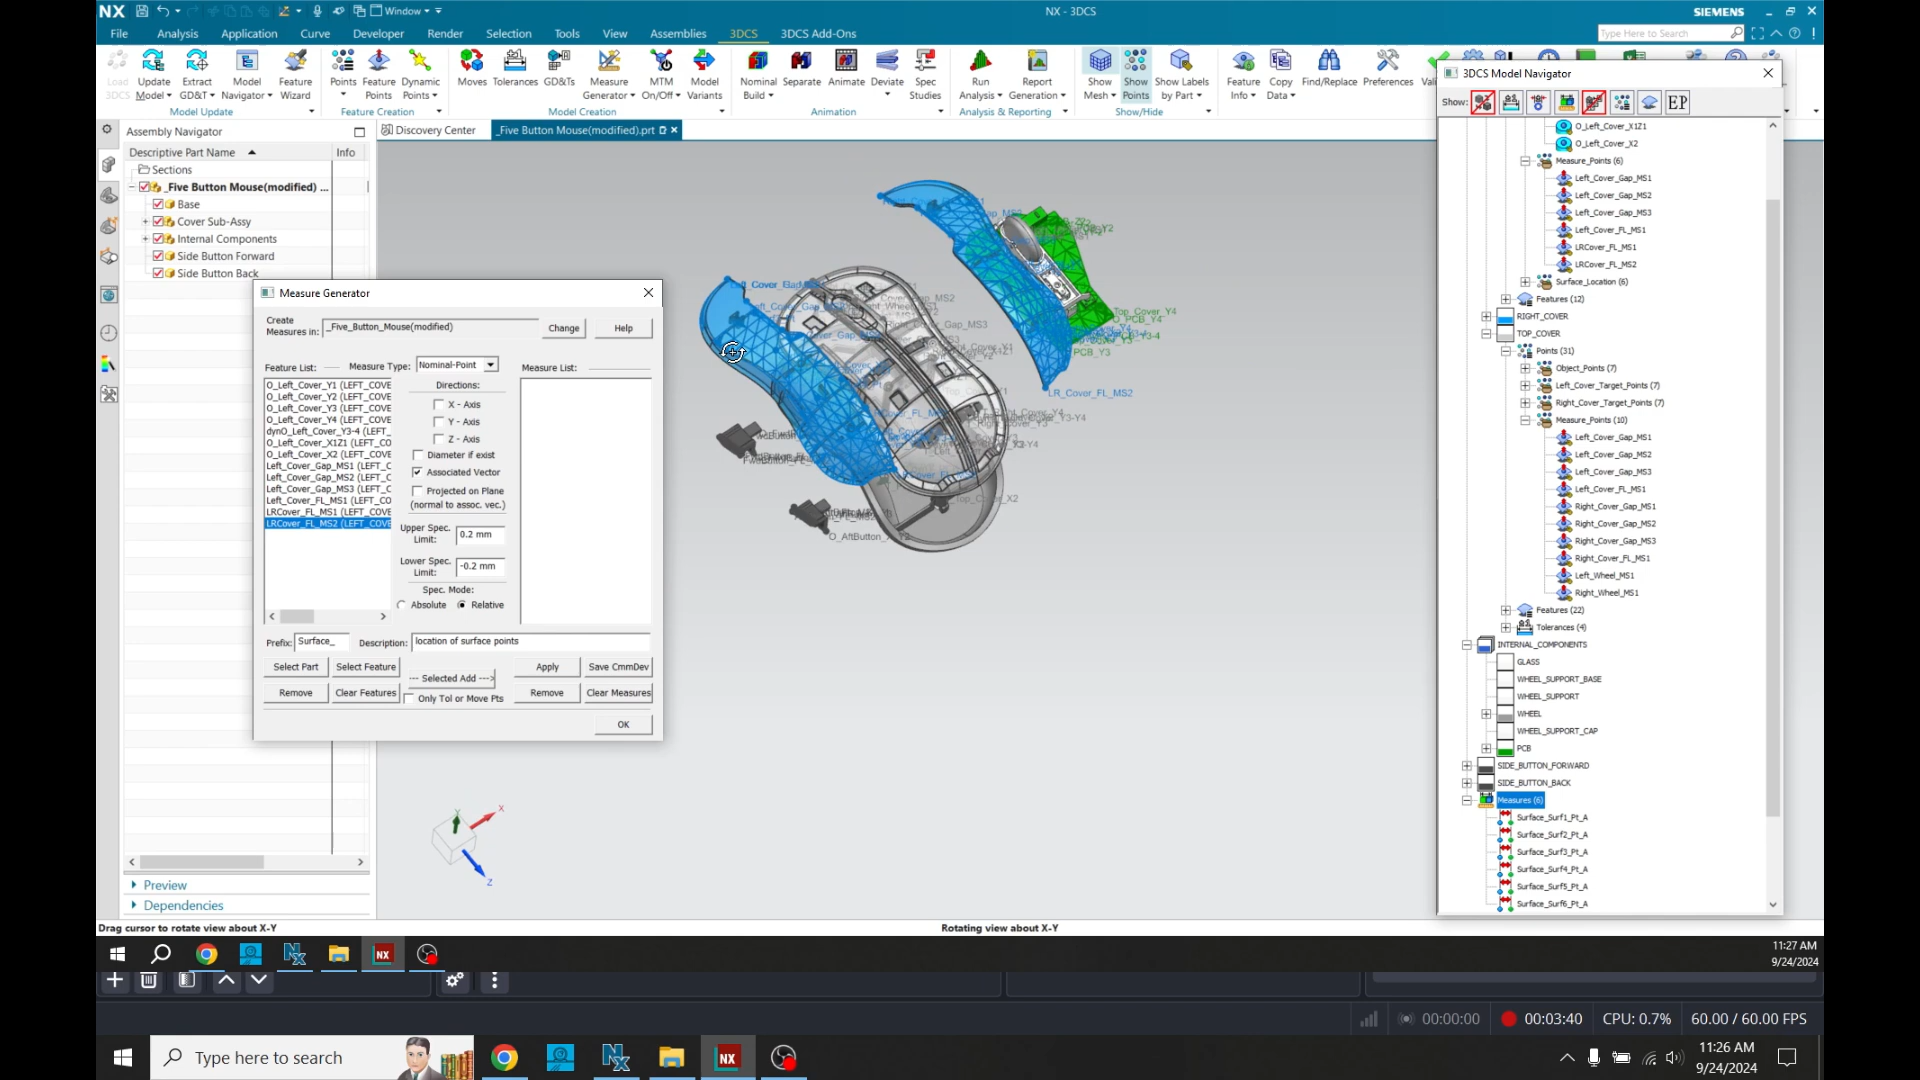 NX
Window
NX - 3DCS
SIEMENS
File Analysis Application Curve Developer Render Selection Tools View Assemblies 3DCS 3DCS Add-Ons
Type Here to Search
Load 3DCS
Update Model
Extract GD&T
Model Navigator
Feature Wizard
Points
Feature Points
Dynamic Points
Moves
Tolerances
GD&Ts
Measure Generator
MTM On/Off
Model Variants
Nominal Build
Separate
Animate
Deviate
Spec Studies
Run Analysis
Report Generation
Show Mesh
Show Points
Show Labels by Part
Feature Info
Copy Data
Find/Replace
Preferences
Model Update
Feature Creation
Model Creation
Animation
Analysis & Reporting
Show/Hide
Assembly Navigator
Discovery Center
_Five Button Mouse(modified).prt
Descriptive Part Name
Info
Sections
_Five Button Mouse(modified) ...
Base
Cover Sub-Assy
Internal Components
Side Button Forward
Side Button Back
Measure Generator
Create Measures in:
_Five_Button_Mouse(modified)
Change
Help
Feature List:
Measure Type:
Nominal-Point
Measure List:
O_Left_Cover_Y1 (LEFT_COVE
O_Left_Cover_Y2 (LEFT_COVE
O_Left_Cover_Y3 (LEFT_COVE
O_Left_Cover_Y4 (LEFT_COVE
dynO_Left_Cover_Y3-4 (LEFT_
O_Left_Cover_X1Z1 (LEFT_CO
O_Left_Cover_X2 (LEFT_COVE
Left_Cover_Gap_MS1 (LEFT_C
Left_Cover_Gap_MS2 (LEFT_C
Left_Cover_Gap_MS3 (LEFT_C
Left_Cover_FL_MS1 (LEFT_CO
LRCover_FL_MS1 (LEFT_COVE
LRCover_FL_MS2 (LEFT_COVE
Directions:
X - Axis
Y - Axis
Z - Axis
Diameter if exist
Associated Vector
Projected on Plane
(normal to assoc. vec.)
Upper Spec. Limit:
0.2 mm
Lower Spec. Limit:
-0.2 mm
Spec. Mode:
Absolute
Relative
Prefix:
Surface_
Description:
location of surface points
Select Part
Select Feature
--- Selected Add --->
Apply
Save CmmDev
Remove
Clear Features
Only Tol or Move Pts
Remove
Clear Measures
OK
Preview
Dependencies
LR_Cover_FL_MS2
Top_Cover_Y4
O_PCB_Y4
PCB_Y3
Right_Cover_Gap_MS3
Top_Cover_X2
X
Y
Z
3DCS Model Navigator
Show:
EP
O_Left_Cover_X1Z1
O_Left_Cover_X2
Measure_Points (6)
Left_Cover_Gap_MS1
Left_Cover_Gap_MS2
Left_Cover_Gap_MS3
Left_Cover_FL_MS1
LRCover_FL_MS1
LRCover_FL_MS2
Surface_Location (6)
Features (12)
RIGHT_COVER
TOP_COVER
Points (31)
Object_Points (7)
Left_Cover_Target_Points (7)
Right_Cover_Target_Points (7)
Measure_Points (10)
Left_Cover_Gap_MS1
Left_Cover_Gap_MS2
Left_Cover_Gap_MS3
Left_Cover_FL_MS1
Right_Cover_Gap_MS1
Right_Cover_Gap_MS2
Right_Cover_Gap_MS3
Right_Cover_FL_MS1
Left_Wheel_MS1
Right_Wheel_MS1
Features (22)
Tolerances (4)
INTERNAL_COMPONENTS
GLASS
WHEEL_SUPPORT_BASE
WHEEL_SUPPORT
WHEEL
WHEEL_SUPPORT_CAP
PCB
SIDE_BUTTON_FORWARD
SIDE_BUTTON_BACK
Measures (6)
Surface_Surf1_Pt_A
Surface_Surf2_Pt_A
Surface_Surf3_Pt_A
Surface_Surf4_Pt_A
Surface_Surf5_Pt_A
Surface_Surf6_Pt_A
Drag cursor to rotate view about X-Y
Rotating view about X-Y
NX
11:27 AM
9/24/2024
00:00:00
00:03:40
CPU: 0.7%
60.00 / 60.00 FPS
Type here to search
NX
11:26 AM
9/24/2024